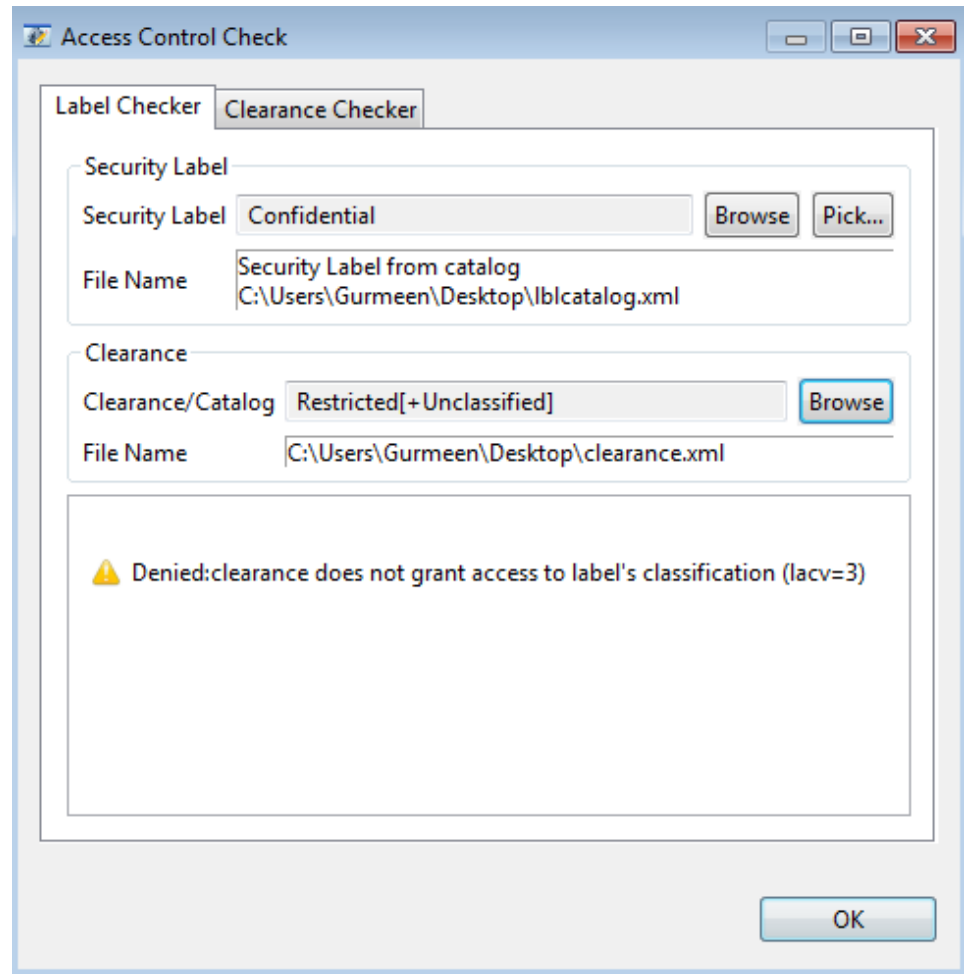 Access Control Check
Label Checker Clearance Checker
Security Label
Security Label Confidential Browse Pick...
File Name Security Label from catalog
C:\Users\Gurmeen\Desktop\lblcatalog.xml
Clearance
Clearance/Catalog Restricted[+Unclassified] Browse
File Name C:\Users\Gurmeen\Desktop\clearance.xml
Denied:clearance does not grant access to label's classification (lacv=3)
OK